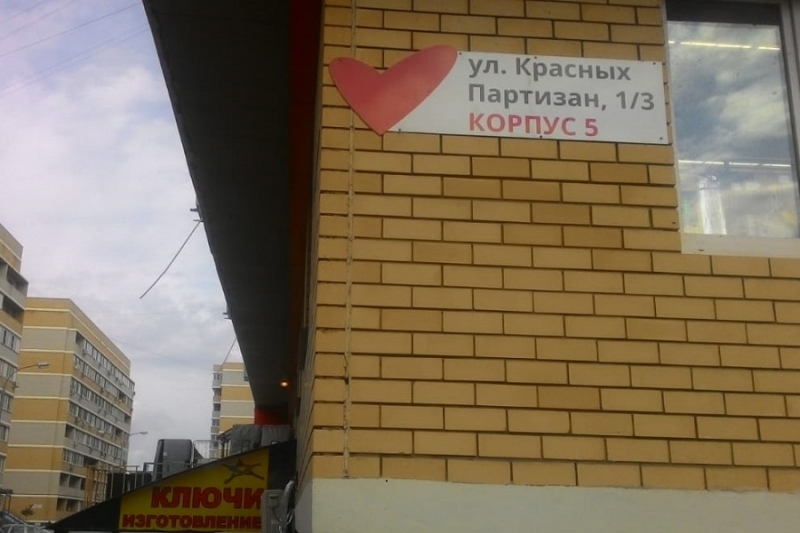 ул. Красных
Партизан, 1/3
КОРПУС 5
КЛЮЧИ
ИЗГОТОВЛЕНИЕ